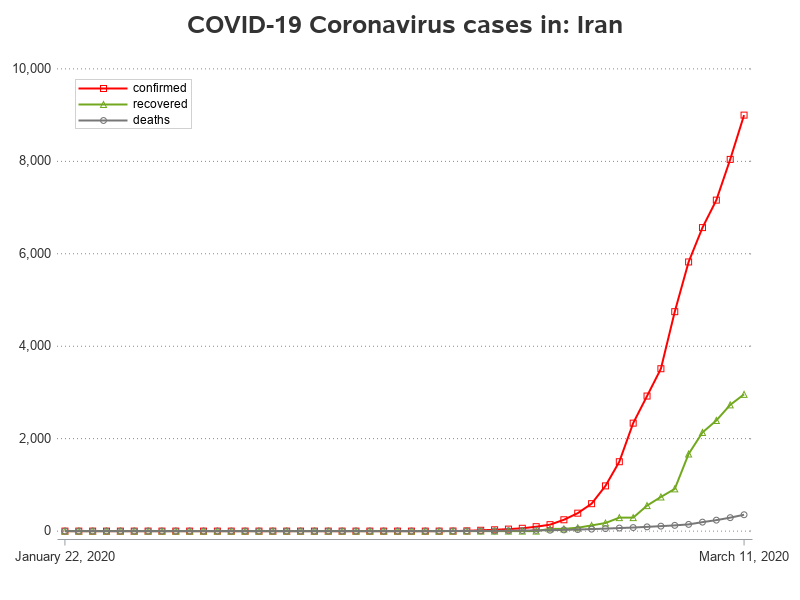 COVID-19 Coronavirus cases in: Iran
10,000
confirmed
recovered
deaths
8,000
6,000
4,000
2,000
0
January 22, 2020
March 11, 2020